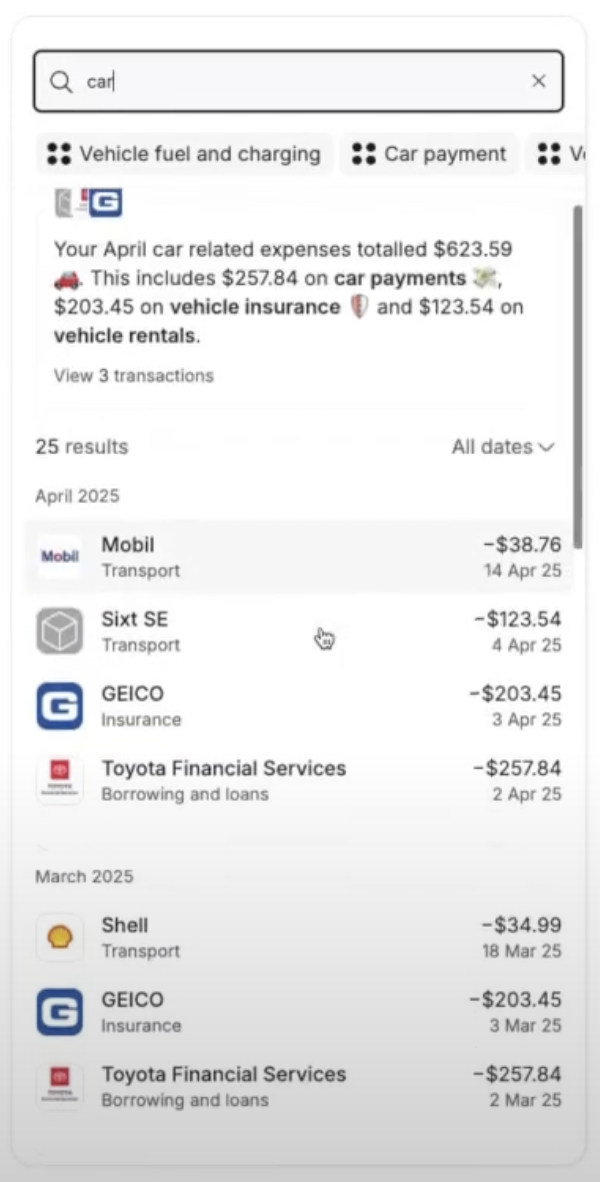 car
Vehicle fuel and charging
Car payment
Your April car related expenses totalled $623.59
🚗. This includes $257.84 on car payments 💸,
$203.45 on vehicle insurance 🛡️ and $123.54 on
vehicle rentals.
View 3 transactions
25 results
All dates
April 2025
Mobil
Mobil
−$38.76
Transport
14 Apr 25
Sixt SE
−$123.54
Transport
4 Apr 25
G
GEICO
−$203.45
Insurance
3 Apr 25
Toyota Financial Services
−$257.84
Borrowing and loans
2 Apr 25
March 2025
Shell
−$34.99
Transport
18 Mar 25
G
GEICO
−$203.45
Insurance
3 Mar 25
Toyota Financial Services
−$257.84
Borrowing and loans
2 Mar 25